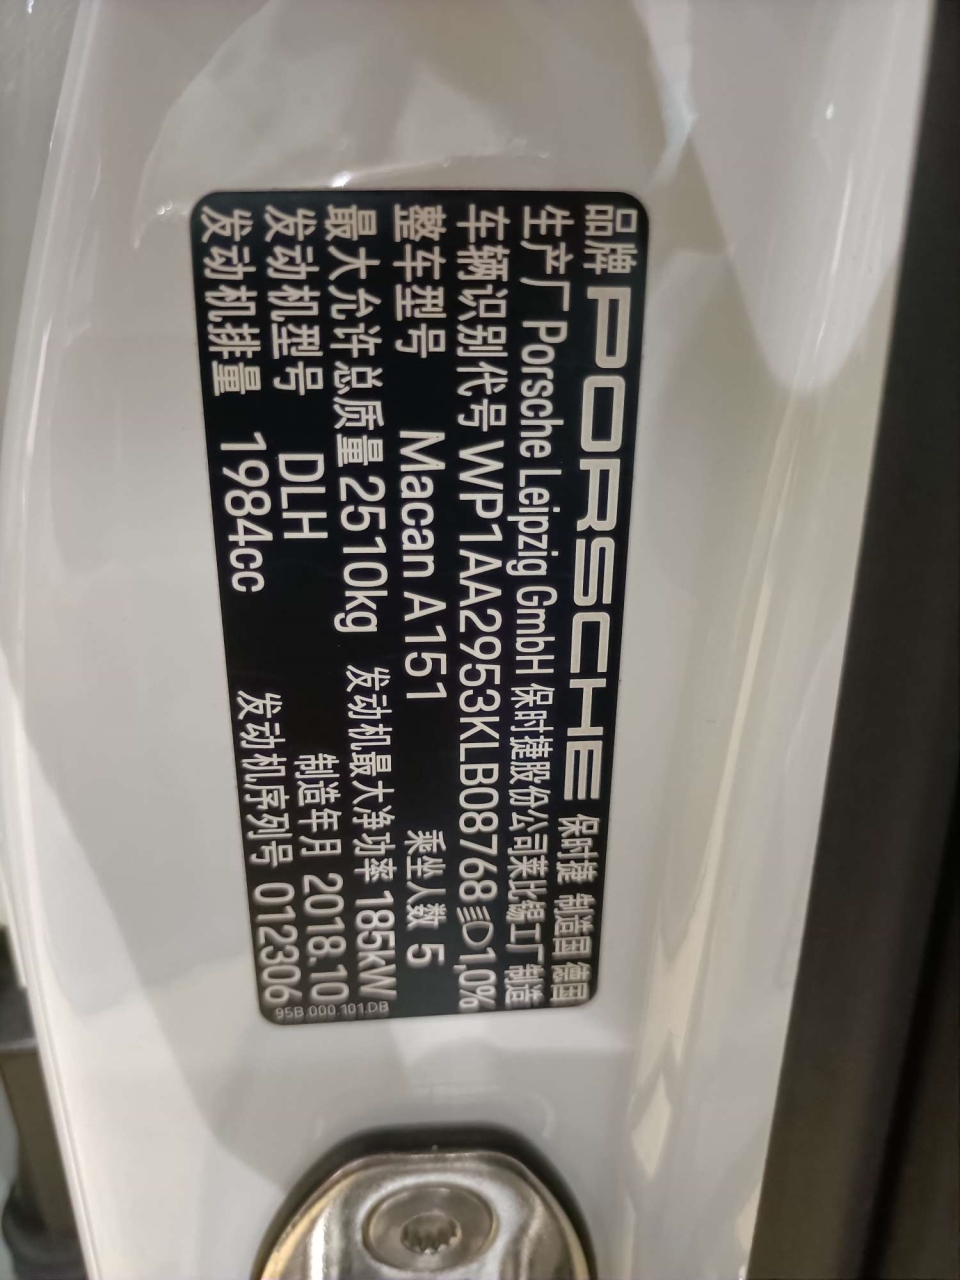 品牌 PORSCHE 保时捷 制造国 德国
生产厂 Porsche Leipzig GmbH 保时捷股份公司莱比锡工厂 制造
车辆识别代号 WP1AA2953KLB08768 1,0%
整车型号 Macan A151 乘坐人数 5
最大允许总质量 2510kg 发动机最大净功率 185kW
发动机型号 DLH 制造年月 2018.10
发动机排量 1984cc 发动机序列号 012306
95B.000.101.DB